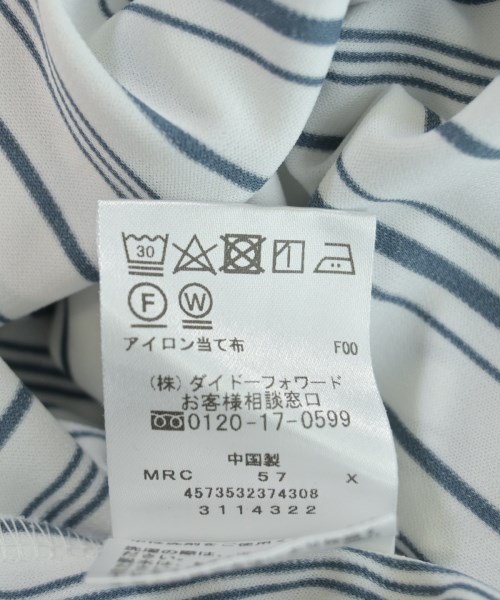 30
F W
アイロン当て布 F00
(株) ダイドーフォワード
お客様相談窓口
0120-17-0599
中国製
MRC 57 X
4573532374308
3114322